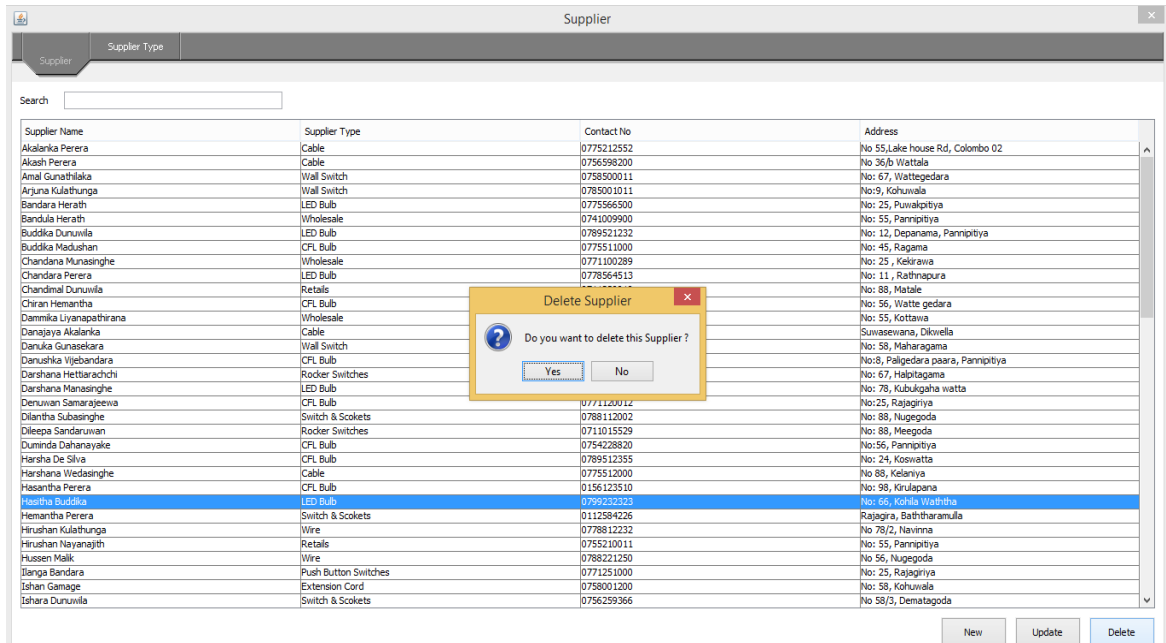 Supplier
Supplier Type
Supplier
Search
Supplier Name Supplier Type Contact No Address
Akalanka Perera Cable 0775212552 No 55,Lake house Rd, Colombo 02
Akash Perera Cable 0756598200 No 36/b Wattala
Amal Gunathilaka Wall Switch 0758500011 No: 67, Wattegedara
Arjuna Kulathunga Wall Switch 0785001011 No:9, Kohuwala
Bandara Herath LED Bulb 0775566500 No: 25, Puwakpitiya
Bandula Herath Wholesale 0741009900 No: 55, Pannipitiya
Buddika Dunuwila LED Bulb 0789521232 No: 12, Depanama, Pannipitiya
Buddika Madushan CFL Bulb 0775511000 No: 45, Ragama
Chandana Munasinghe Wholesale 0771100289 No: 25 , Kekirawa
Chandara Perera LED Bulb 0778564513 No: 11 , Rathnapura
Chandimal Dunuwila Retails No: 88, Matale
Chiran Hemantha CFL Bulb No: 56, Watte gedara
Dammika Liyanapathirana Wholesale No: 55, Kottawa
Danajaya Akalanka Cable Suwasewana, Dikwella
Danuka Gunasekara Wall Switch No: 58, Maharagama
Danushka Vijebandara CFL Bulb No:8, Paligedara paara, Pannipitiya
Darshana Hettiarachchi Rocker Switches No: 67, Halpitagama
Darshana Manasinghe LED Bulb No: 78, Kubukgaha watta
Denuwan Samarajeewa CFL Bulb 0771120012 No:25, Rajagiriya
Dilantha Subasinghe Switch & Scokets 0788112002 No: 88, Nugegoda
Dileepa Sandaruwan Rocker Switches 0711015529 No: 88, Meegoda
Duminda Dahanayake CFL Bulb 0754228820 No:56, Pannipitiya
Harsha De Silva CFL Bulb 0789512355 No: 24, Koswatta
Harshana Wedasinghe Cable 0775512000 No 88, Kelaniya
Hasantha Perera CFL Bulb 0156123510 No: 98, Kirulapana
Hasitha Buddika LED Bulb 0799232323 No: 66, Kohila Waththa
Hemantha Perera Switch & Scokets 0112584226 Rajagira, Baththaramulla
Hirushan Kulathunga Wire 0778812232 No 78/2, Navinna
Hirushan Nayanajith Retails 0755210011 No: 55, Pannipitiya
Hussen Malik Wire 0788221250 No 56, Nugegoda
Ilanga Bandara Push Button Switches 0771251000 No: 25, Rajagiriya
Ishan Gamage Extension Cord 0758001200 No: 58, Kohuwala
Ishara Dunuwila Switch & Scokets 0756259366 No 58/3, Dematagoda
Delete Supplier
Do you want to delete this Supplier ?
Yes No
New Update Delete